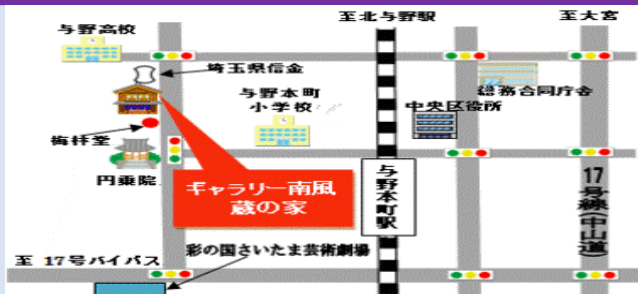 至北与野駅
至大宮
与野高校
埼玉県信金
総務合同庁舎
与野本町
小学校
中央区役所
梅林堂
円乗院
ギャラリー南風
蔵の家
与野本町駅
17号線(中山道)
彩の国さいたま芸術劇場
至 17号バイパス